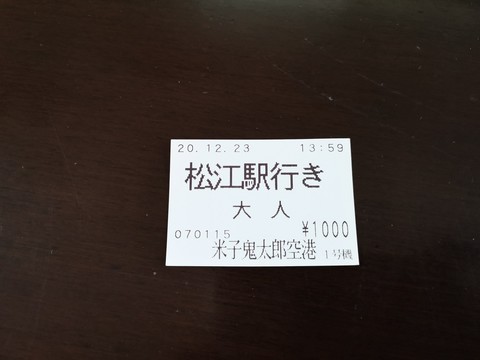 20.12.23 13:59
松江駅行き
大人
¥1000
070115
米子鬼太郎空港 1号機